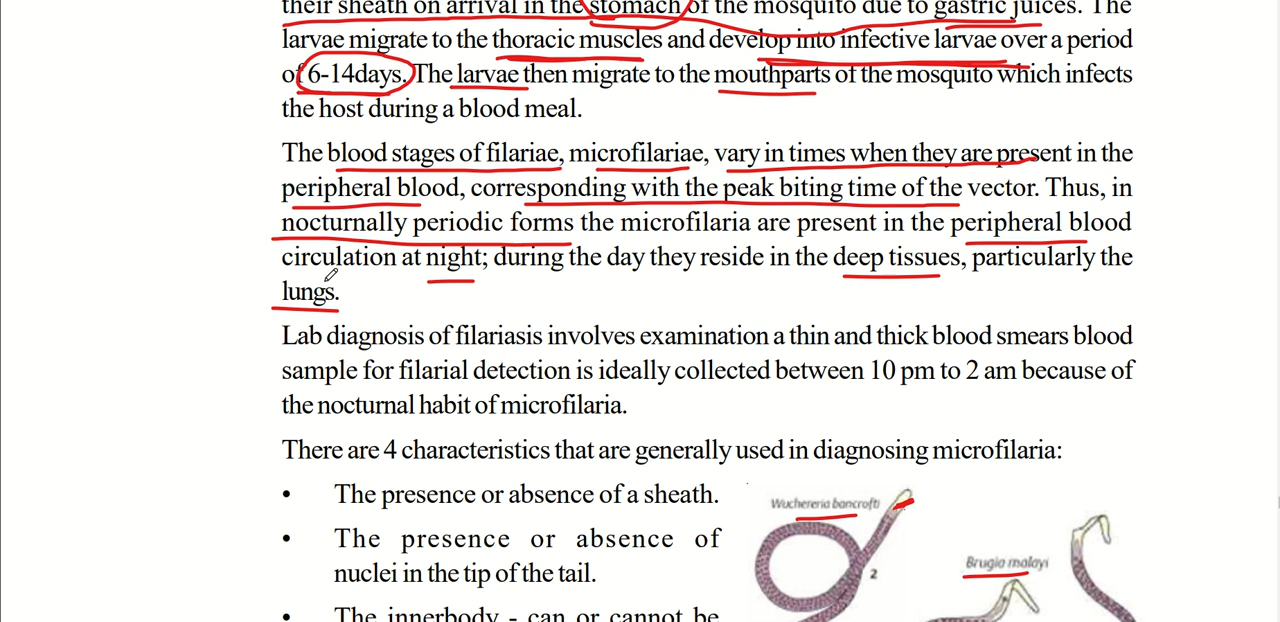 their sheath on arrival in the stomach of the mosquito due to gastric juices. The
larvae migrate to the thoracic muscles and develop into infective larvae over a period
of 6-14days. The larvae then migrate to the mouthparts of the mosquito which infects
the host during a blood meal.
The blood stages of filariae, microfilariae, vary in times when they are present in the
peripheral blood, corresponding with the peak biting time of the vector. Thus, in
nocturnally periodic forms the microfilaria are present in the peripheral blood
circulation at night; during the day they reside in the deep tissues, particularly the
lungs.
Lab diagnosis of filariasis involves examination a thin and thick blood smears blood
sample for filarial detection is ideally collected between 10 pm to 2 am because of
the nocturnal habit of microfilaria.
There are 4 characteristics that are generally used in diagnosing microfilaria:
• The presence or absence of a sheath.
• The presence or absence of
nuclei in the tip of the tail.
• The innerbody - can or cannot be
Wuchereria bancrofti
2
Brugia malayi